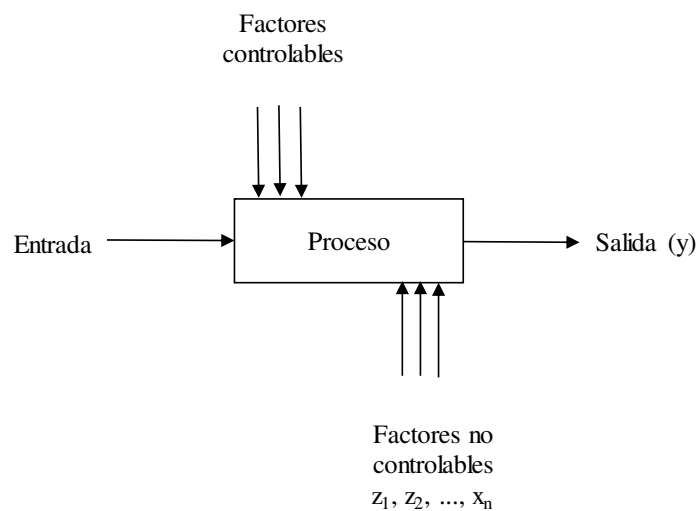 Factores
controlables
Entrada
Proceso
Salida (y)
Factores no
controlables
z₁, z₂, ..., xₙ